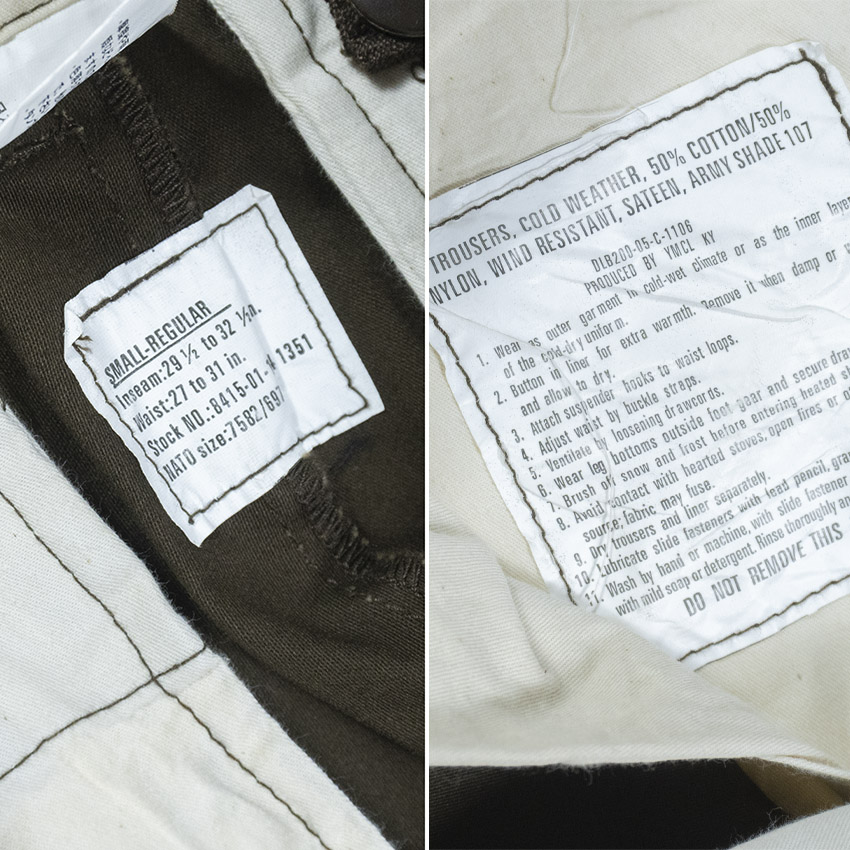 SMALL-REGULAR
Inseam:29 ½ to 32 ½in.
Waist:27 to 31 in.
Stock NO.:8415-01- 1351
NATO size:7582/697
TROUSERS, COLD WEATHER, 50% COTTON/50%
NYLON, WIND RESISTANT, SATEEN, ARMY SHADE107
DLB200-05-C-1106
PRODUCED BY YMCL KY
1. Wear as outer garment in cold-wet climate or as the inner layer
of the cold-dry uniform.
2. Button in liner for extra warmth. Remove it when damp or
and allow to dry.
3. Attach suspender hooks to waist loops.
4. Adjust waist by buckle straps.
5. Ventilate by loosening drawcords.
6. Wear leg bottoms outside foot gear and secure
7. Brush off snow and frost before entering heated
8. Avoid contact with hearted stoves, open fires or
source; fabric may fuse.
9. Dry trousers and liner separately.
10. Lubricate slide fasteners with lead pencil,
11. Wash by hand or machine, with slide fastener
with mild soap or detergent. Rinse thoroughly and
DO NOT REMOVE THIS